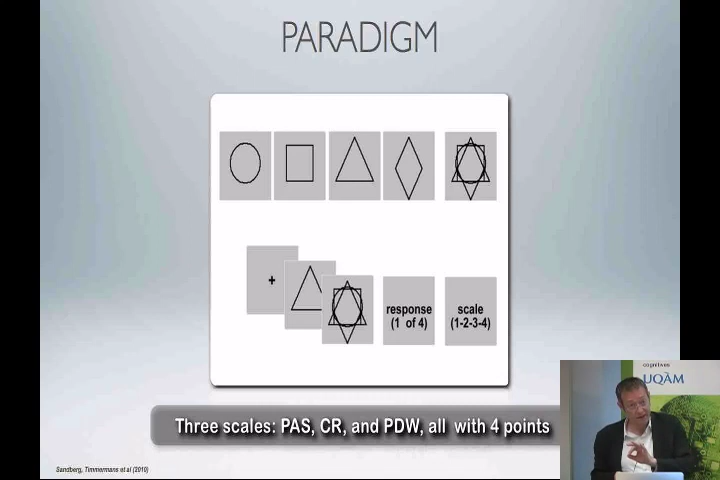 PARADIGM
+
response
(1 of 4)
scale
(1-2-3-4)
cognitives
UQÀM
Three scales: PAS, CR, and PDW, all with 4 points
Sandberg, Timmermans et al (2010)